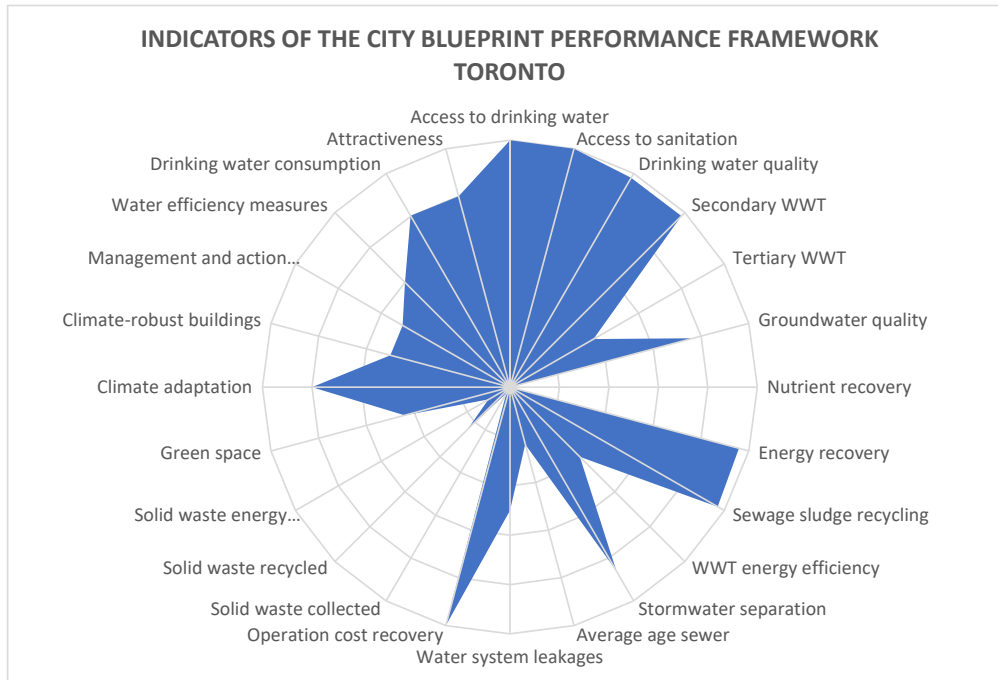 INDICATORS OF THE CITY BLUEPRINT PERFORMANCE FRAMEWORK
TORONTO
Access to drinking water
Access to sanitation
Drinking water quality
Secondary WWT
Tertiary WWT
Groundwater quality
Nutrient recovery
Energy recovery
Sewage sludge recycling
WWT energy efficiency
Stormwater separation
Average age sewer
Water system leakages
Operation cost recovery
Solid waste collected
Solid waste recycled
Solid waste energy...
Green space
Climate adaptation
Climate-robust buildings
Management and action...
Water efficiency measures
Drinking water consumption
Attractiveness